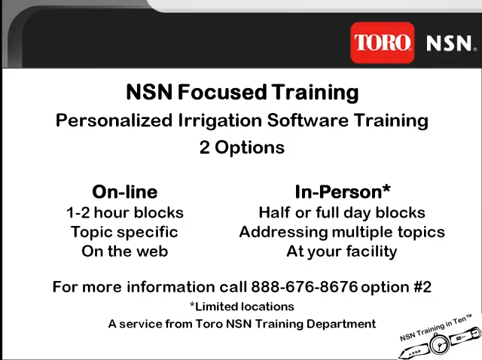 TORO NSN®
NSN Focused Training
Personalized Irrigation Software Training
2 Options
On-line
1-2 hour blocks
Topic specific
On the web
In-Person*
Half or full day blocks
Addressing multiple topics
At your facility
For more information call 888-676-8676 option #2
*Limited locations
A service from Toro NSN Training Department
NSN Training in Ten™